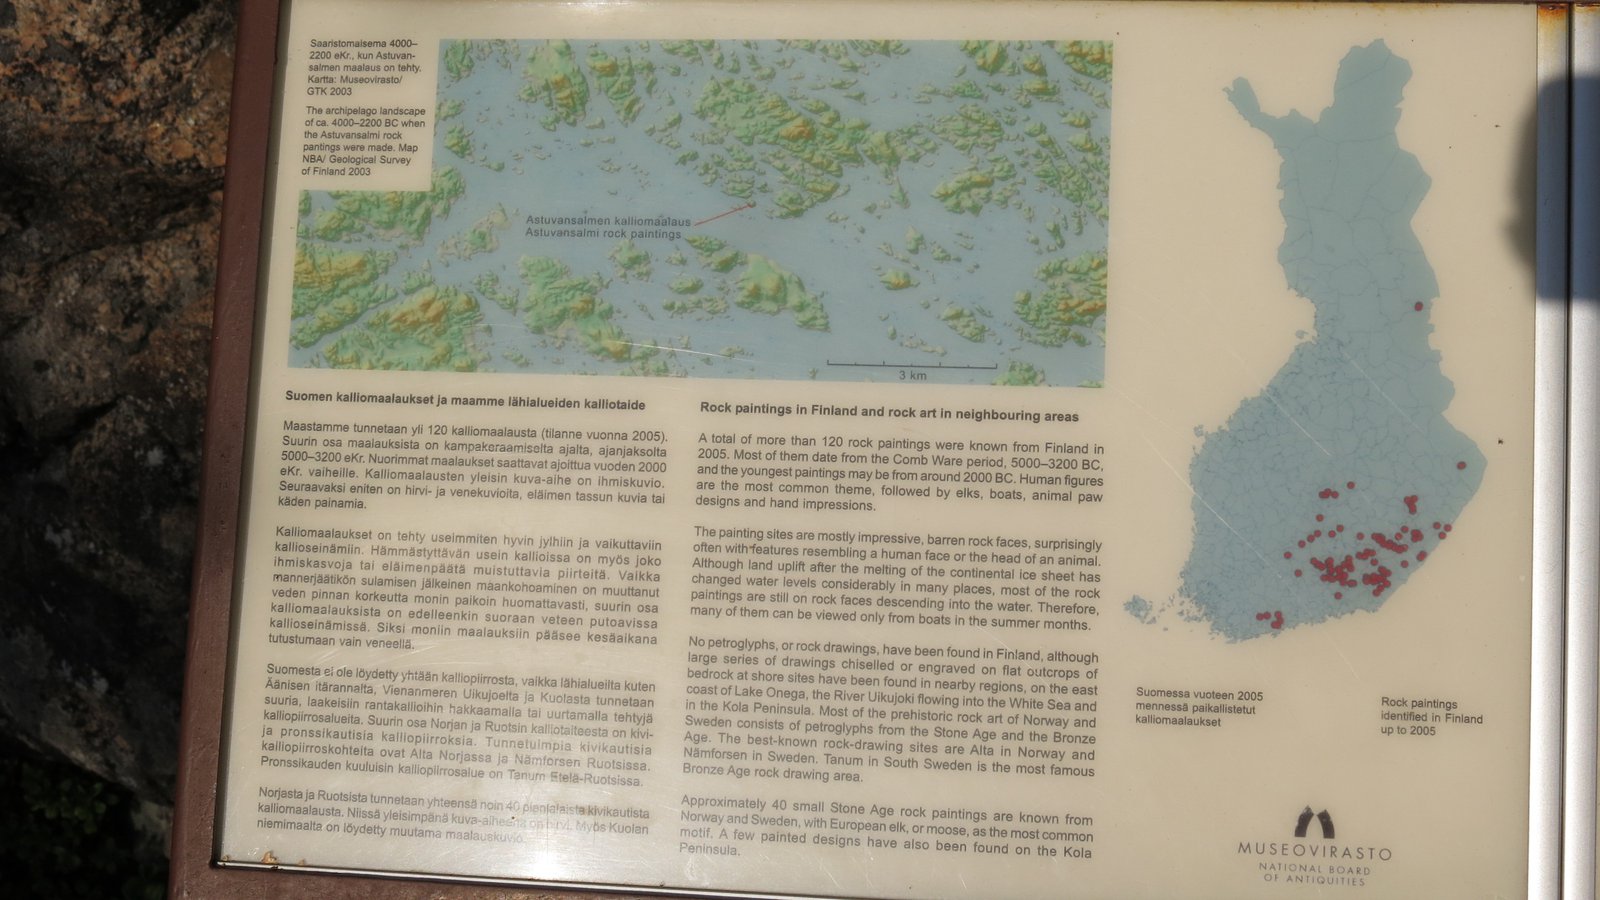 Saaristomaisema 4000–
2200 eKr., kun Astuvan-
salmen maalaus on tehty.
Kartta: Museovirasto/
GTK 2003
The archipelago landscape
of ca. 4000–2200 BC when
the Astuvansalmi rock
pantings were made. Map
NBA/ Geological Survey
of Finland 2003
Astuvansalmen kalliomaalaus
Astuvansalmi rock paintings
3 km
Suomen kalliomaalaukset ja maamme lähialueiden kalliotaide
Maastamme tunnetaan yli 120 kalliomaalausta (tilanne vuonna 2005).
Suurin osa maalauksista on kampakeraamiselta ajalta, ajanjaksolta
5000–3200 eKr. Nuorimmat maalaukset saattavat ajoittua vuoden 2000
eKr. vaiheille. Kalliomaalausten yleisin kuva-aihe on ihmiskuvio.
Seuraavaksi eniten on hirvi- ja venekuvioita, eläimen tassun kuvia tai
käden painamia.
Kalliomaalaukset on tehty useimmiten hyvin jylhiin ja vaikuttaviin
kallioseinämiin. Hämmästyttävän usein kallioissa on myös joko
ihmiskasvoja tai eläimenpäätä muistuttavia piirteitä. Vaikka
mannerjäätikön sulamisen jälkeinen maankohoaminen on muuttanut
veden pinnan korkeutta monin paikoin huomattavasti, suurin osa
kalliomaalauksista on edelleenkin suoraan veteen putoavissa
kallioseinämissä. Siksi moniin maalauksiin pääsee kesäaikana
tutustumaan vain veneellä.
Suomesta ei ole löydetty yhtään kalliopiirrosta, vaikka lähialueilta kuten
Äänisen itärannalta, Vienanmeren Uikujoelta ja Kuolasta tunnetaan
suuria, laakeisiin rantakallioihin hakkaamalla tai uurtamalla tehtyjä
kalliopiirrosalueita. Suurin osa Norjan ja Ruotsin kalliotaiteesta on kivi-
ja pronssikautisia kalliopiirroksia. Tunnetuimpia kivikautisia
kalliopiirroskohteita ovat Alta Norjassa ja Nämforsen Ruotsissa.
Pronssikauden kuuluisin kalliopiirrosalue on Tanum Etelä-Ruotsissa.
Norjasta ja Ruotsista tunnetaan yhteensä noin 40 pienialaista kivikautista
kalliomaalausta. Niissä yleisimpänä kuva-aiheena on hirvi. Myös Kuolan
niemimaalta on löydetty muutama maalauskuvio.
Rock paintings in Finland and rock art in neighbouring areas
A total of more than 120 rock paintings were known from Finland in
2005. Most of them date from the Comb Ware period, 5000–3200 BC,
and the youngest paintings may be from around 2000 BC. Human figures
are the most common theme, followed by elks, boats, animal paw
designs and hand impressions.
The painting sites are mostly impressive, barren rock faces, surprisingly
often with features resembling a human face or the head of an animal.
Although land uplift after the melting of the continental ice sheet has
changed water levels considerably in many places, most of the rock
paintings are still on rock faces descending into the water. Therefore,
many of them can be viewed only from boats in the summer months.
No petroglyphs, or rock drawings, have been found in Finland, although
large series of drawings chiselled or engraved on flat outcrops of
bedrock at shore sites have been found in nearby regions, on the east
coast of Lake Onega, the River Uikujoki flowing into the White Sea and
in the Kola Peninsula. Most of the prehistoric rock art of Norway and
Sweden consists of petroglyphs from the Stone Age and the Bronze
Age. The best-known rock-drawing sites are Alta in Norway and
Nämforsen in Sweden. Tanum in South Sweden is the most famous
Bronze Age rock drawing area.
Approximately 40 small Stone Age rock paintings are known from
Norway and Sweden, with European elk, or moose, as the most common
motif. A few painted designs have also been found on the Kola
Peninsula.
Suomessa vuoteen 2005
mennessä paikallistetut
kalliomaalaukset
Rock paintings
identified in Finland
up to 2005
MUSEOVIRASTO
NATIONAL BOARD
OF ANTIQUITIES